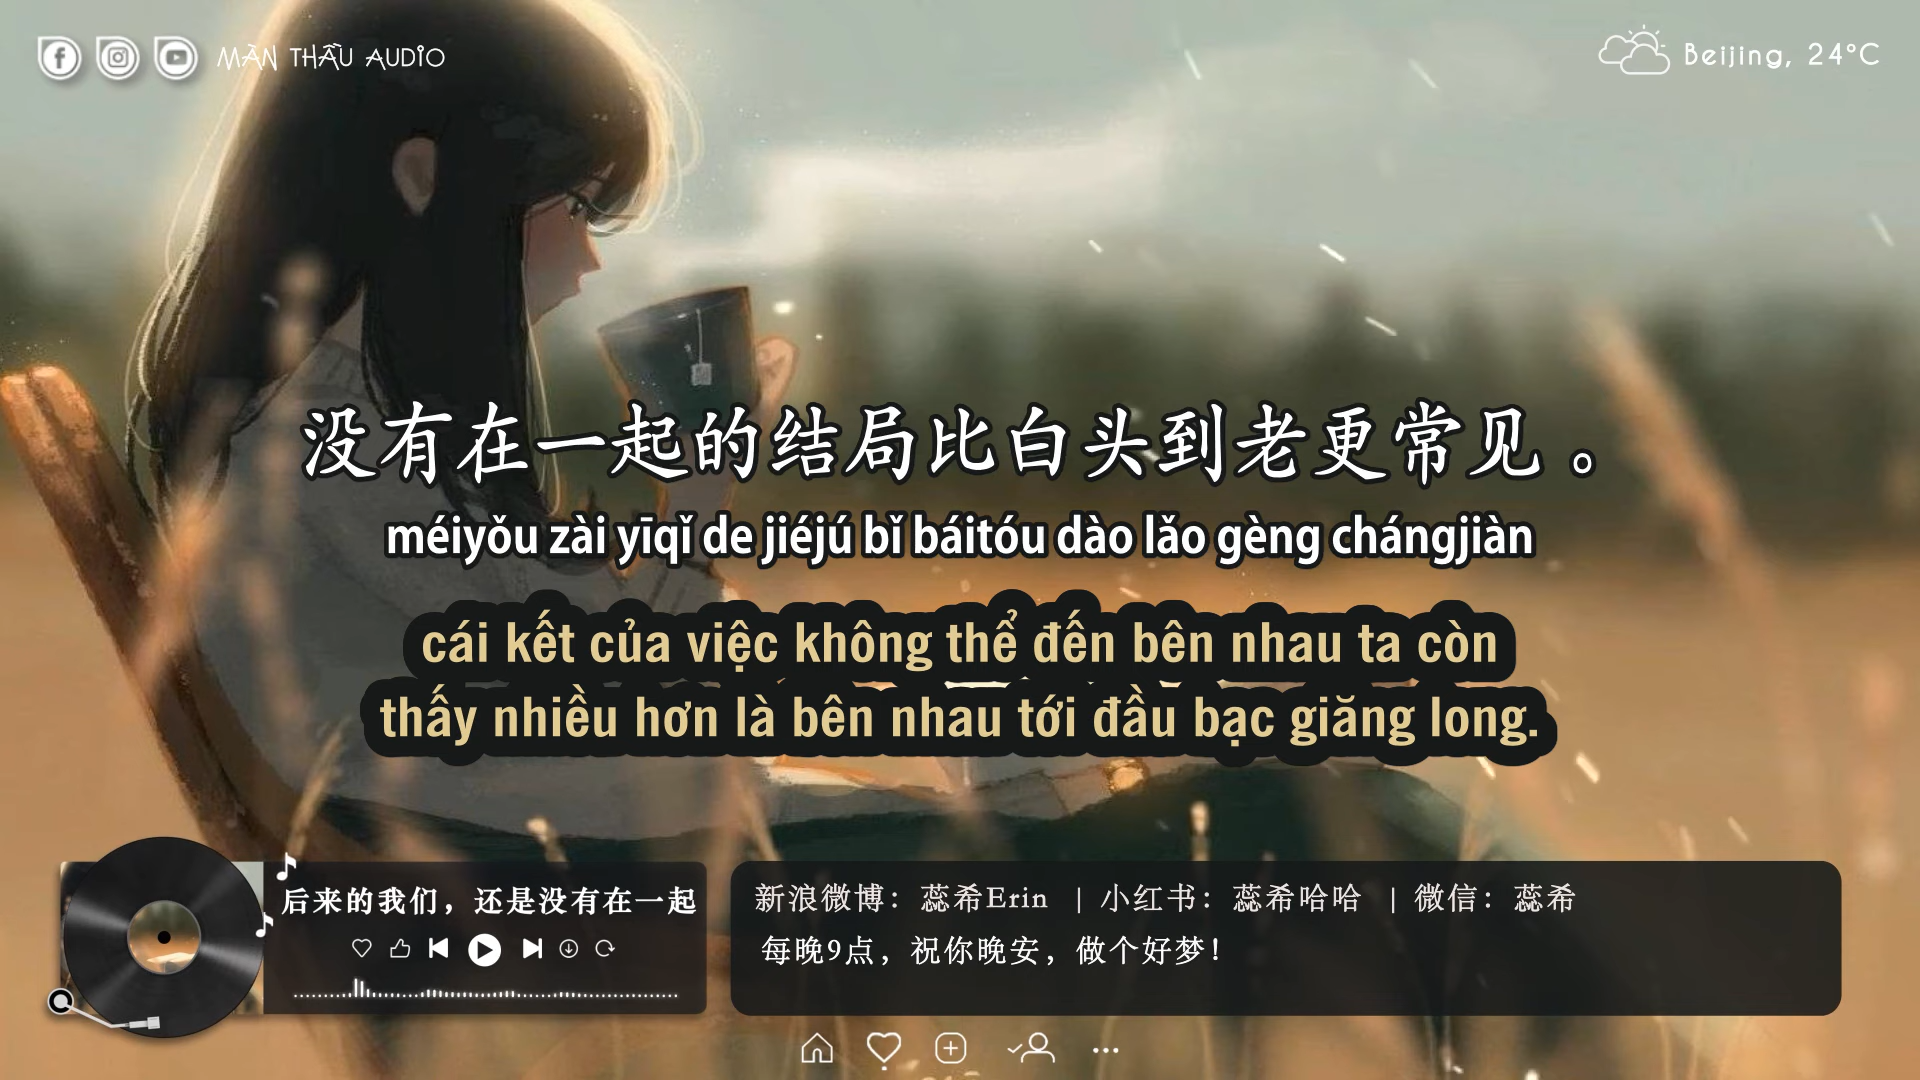 MÀN THẦU AUDIO
Beijing, 24°C
没有在一起的结局比白头到老更常见。
méiyǒu zài yīqǐ de jiéjú bǐ báitóu dào lǎo gèng chángjiàn
cái kết của việc không thể đến bên nhau ta còn
thấy nhiều hơn là bên nhau tới đầu bạc giăng long.
后来的我们，还是没有在一起
新浪微博：蕊希Erin | 小红书：蕊希哈哈 | 微信：蕊希
每晚9点，祝你晚安，做个好梦！